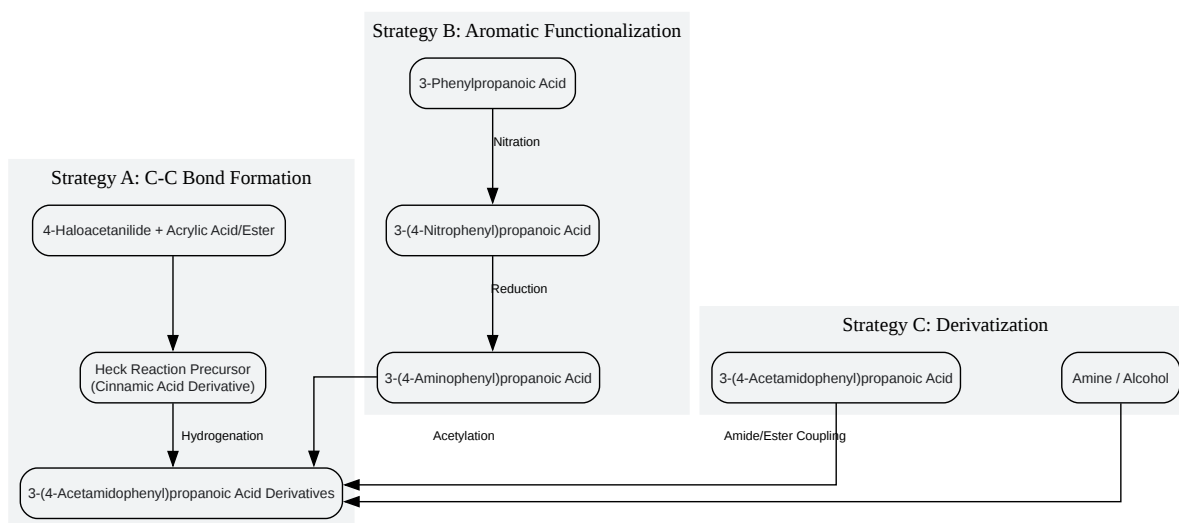 Strategy B: Aromatic Functionalization
3-Phenylpropanoic Acid
Nitration
3-(4-Nitrophenyl)propanoic Acid
Reduction
3-(4-Aminophenyl)propanoic Acid
Acetylation
Strategy A: C-C Bond Formation
4-Haloacetanilide + Acrylic Acid/Ester
Heck Reaction Precursor
(Cinnamic Acid Derivative)
Hydrogenation
3-(4-Acetamidophenyl)propanoic Acid Derivatives
Strategy C: Derivatization
3-(4-Acetamidophenyl)propanoic Acid
Amine / Alcohol
Amide/Ester Coupling